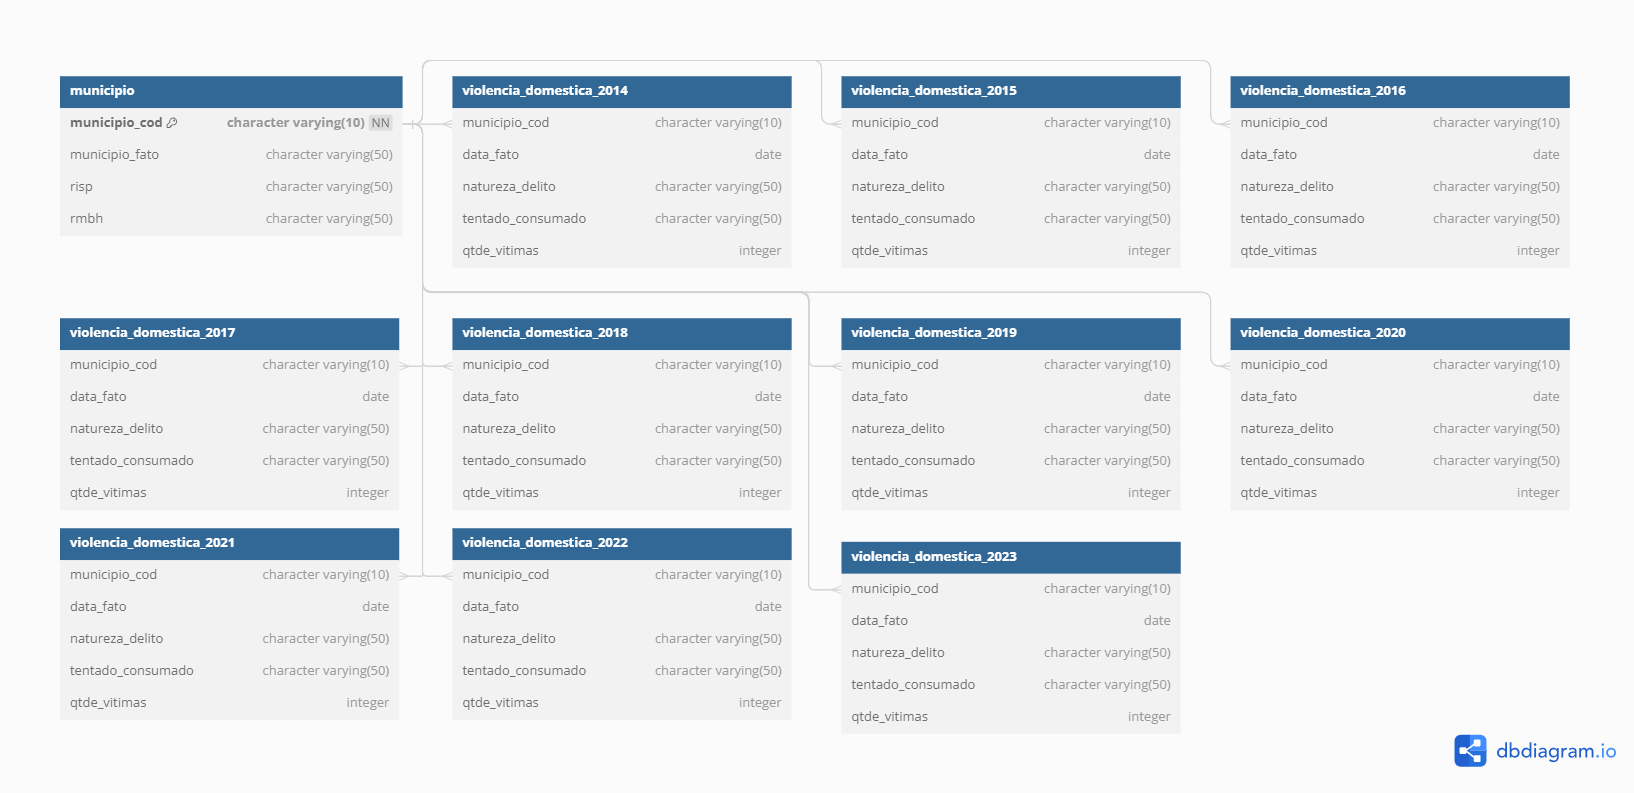 municipio
municipio_cod character varying(10) NN
municipio_fato character varying(50)
risp character varying(50)
rmbh character varying(50)
violencia_domestica_2014
municipio_cod character varying(10)
data_fato date
natureza_delito character varying(50)
tentado_consumado character varying(50)
qtde_vitimas integer
violencia_domestica_2015
municipio_cod character varying(10)
data_fato date
natureza_delito character varying(50)
tentado_consumado character varying(50)
qtde_vitimas integer
violencia_domestica_2016
municipio_cod character varying(10)
data_fato date
natureza_delito character varying(50)
tentado_consumado character varying(50)
qtde_vitimas integer
violencia_domestica_2017
municipio_cod character varying(10)
data_fato date
natureza_delito character varying(50)
tentado_consumado character varying(50)
qtde_vitimas integer
violencia_domestica_2018
municipio_cod character varying(10)
data_fato date
natureza_delito character varying(50)
tentado_consumado character varying(50)
qtde_vitimas integer
violencia_domestica_2019
municipio_cod character varying(10)
data_fato date
natureza_delito character varying(50)
tentado_consumado character varying(50)
qtde_vitimas integer
violencia_domestica_2020
municipio_cod character varying(10)
data_fato date
natureza_delito character varying(50)
tentado_consumado character varying(50)
qtde_vitimas integer
violencia_domestica_2021
municipio_cod character varying(10)
data_fato date
natureza_delito character varying(50)
tentado_consumado character varying(50)
qtde_vitimas integer
violencia_domestica_2022
municipio_cod character varying(10)
data_fato date
natureza_delito character varying(50)
tentado_consumado character varying(50)
qtde_vitimas integer
violencia_domestica_2023
municipio_cod character varying(10)
data_fato date
natureza_delito character varying(50)
tentado_consumado character varying(50)
qtde_vitimas integer
dbdiagram.io